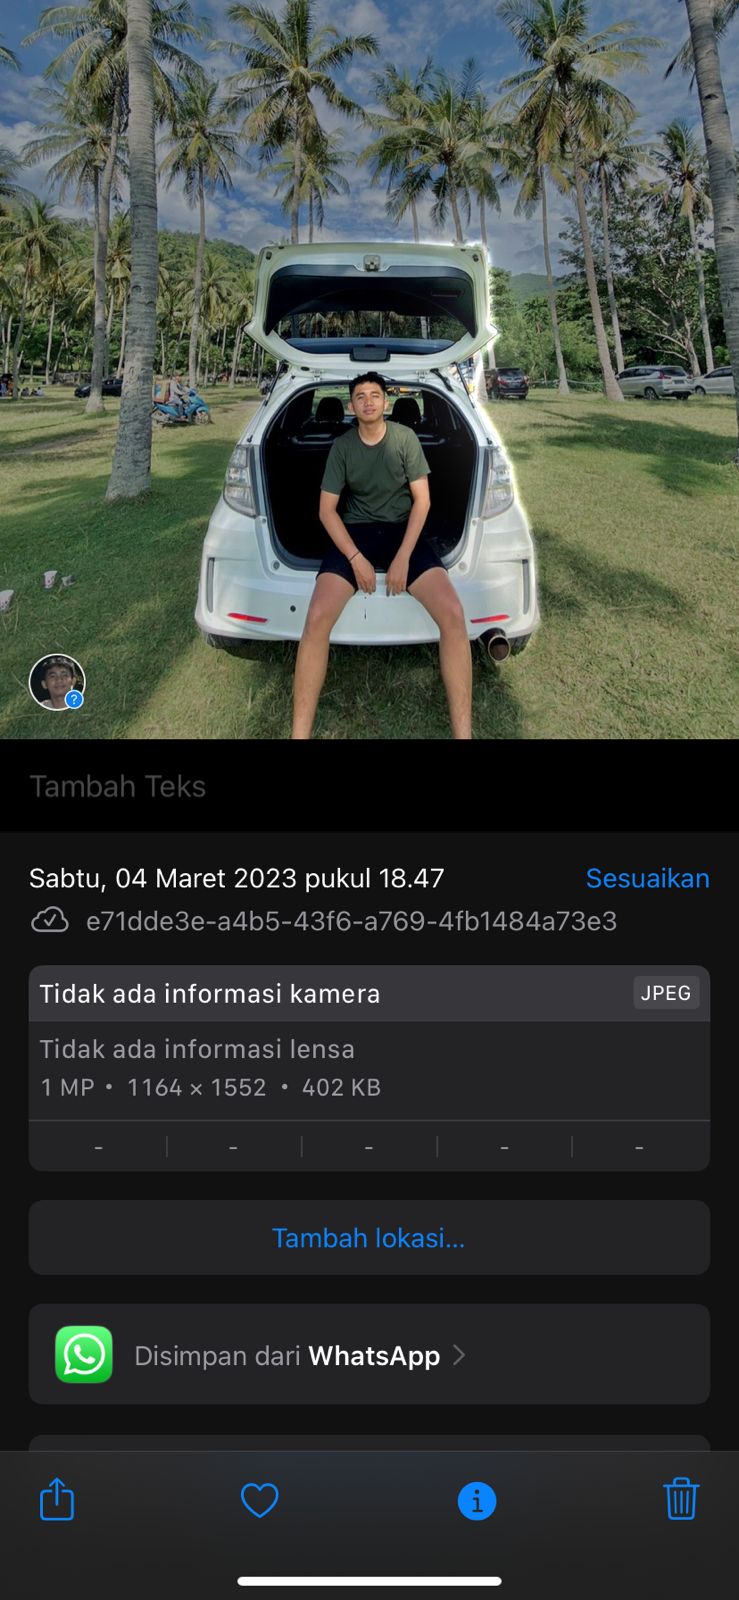 ?
Tambah Teks
Sabtu, 04 Maret 2023 pukul 18.47
Sesuaikan
e71dde3e-a4b5-43f6-a769-4fb1484a73e3
Tidak ada informasi kamera
JPEG
Tidak ada informasi lensa
1 MP • 1164 × 1552 • 402 KB
- - - - -
Tambah lokasi...
Disimpan dari WhatsApp
i